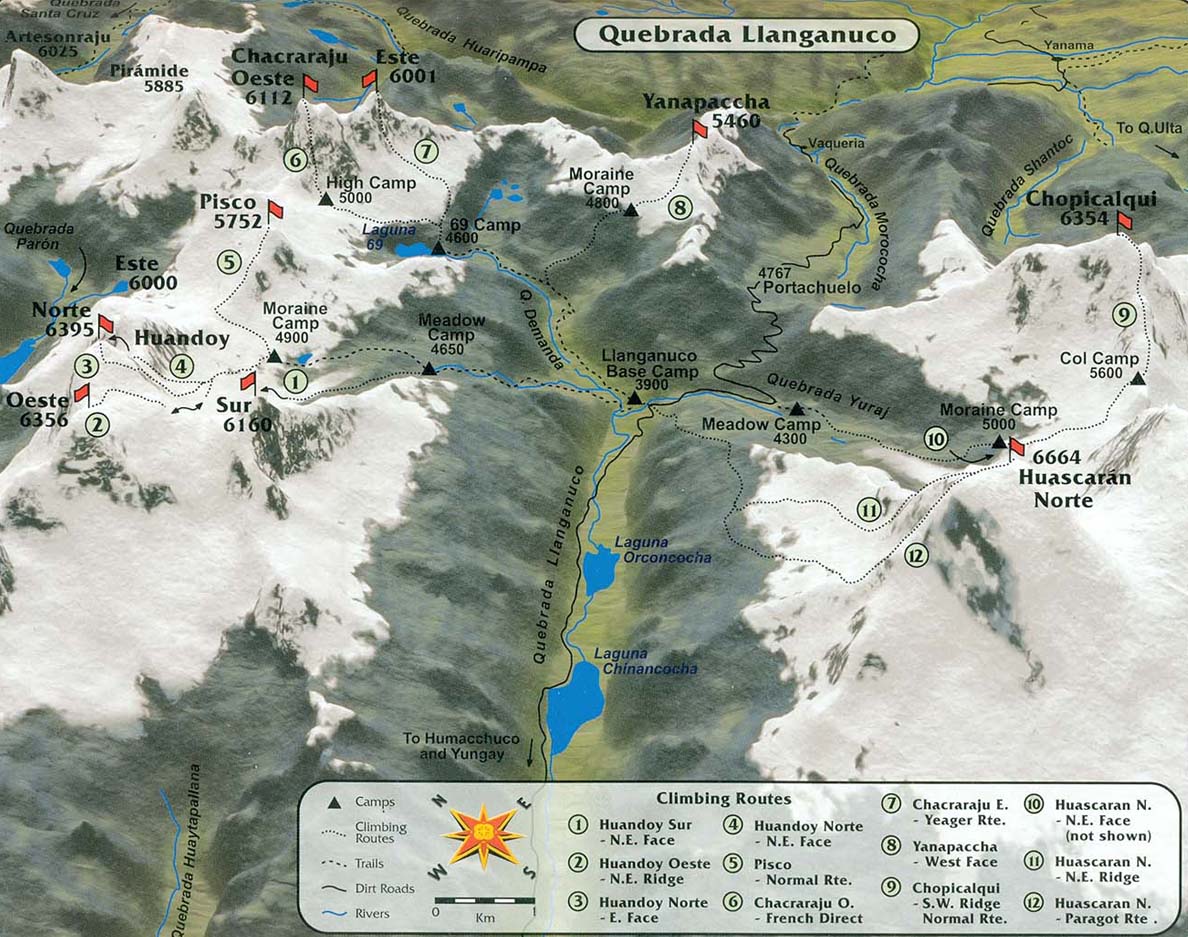 Quebrada
Santa Cruz
Artesonraju
6025
Pirámide
5885
Chacraraju
Oeste
6112
Este
6001
Quebrada Huaripampa
Quebrada Llanganuco
Yanama
Yanapaccha
5460
Vaqueria
To Q.Ulta
Quebrada Shantoc
Quebrada Morococha
6
7
High Camp
5000
Moraine
Camp
4800
8
Chopicalqui
6354
Pisco
5752
Laguna
69
69 Camp
4600
Quebrada
Parón
5
Este
6000
4767
Portachuelo
Norte
6395
Huandoy
Moraine
Camp
4900
Meadow
Camp
4650
Q. Demanda
9
Llanganuco
Base Camp
3900
Col Camp
5600
3
4
1
Oeste
6356
2
Sur
6160
Quebrada Yuraj
Meadow Camp
4300
Moraine Camp
5000
10
6664
Huascarán
Norte
11
12
Quebrada Llanganuco
Laguna
Orconcocha
Laguna
Chinancocha
To Humacchuco
and Yungay
Quebrada Huaytapallana
Camps
Climbing
Routes
Trails
Dirt Roads
Rivers
N
E
W
S
0
1
Km
Climbing Routes
1 Huandoy Sur
- N.E. Face
2 Huandoy Oeste
- N.E. Ridge
3 Huandoy Norte
- E. Face
4 Huandoy Norte
- N.E. Face
5 Pisco
- Normal Rte.
6 Chacraraju O.
- French Direct
7 Chacraraju E.
- Yeager Rte.
8 Yanapaccha
- West Face
9 Chopicalqui
- S.W. Ridge
Normal Rte.
10 Huascaran N.
- N.E. Face
(not shown)
11 Huascaran N.
- N.E. Ridge
12 Huascaran N.
- Paragot Rte .